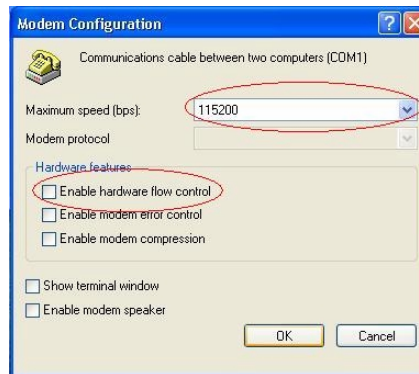 Modem Configuration
Communications cable between two computers (COM1)
Maximum speed (bps):
115200
Modem protocol
Hardware features
Enable hardware flow control
Enable modem error control
Enable modem compression
Show terminal window
Enable modem speaker
OK
Cancel